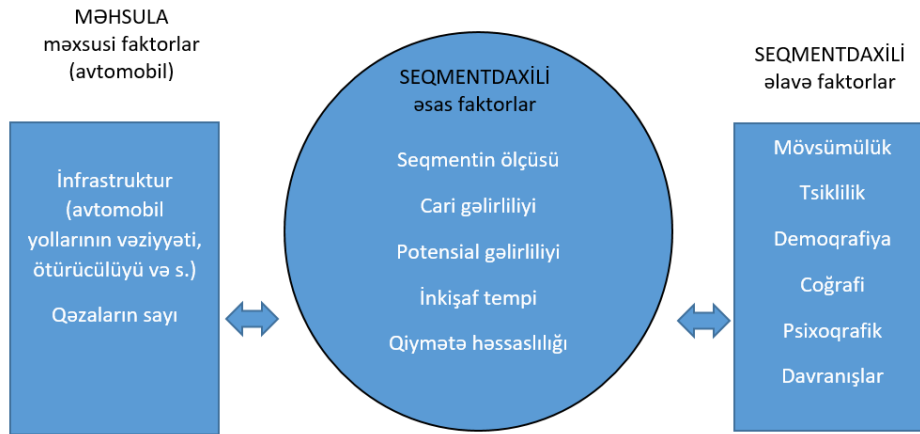 MƏHSULA
məxsusi faktorlar
(avtomobil)
İnfrastruktur
(avtomobil
yollarının vəziyyəti,
ötürücülüyü və s.)
Qəzaların sayı
SEQMENTDAXİLİ
əsas faktorlar
Seqmentin ölçüsü
Cari gəlirliliyi
Potensial gəlirliliyi
İnkişaf tempi
Qiymətə həssaslılığı
SEQMENTDAXİLİ
əlavə faktorlar
Mövsümülük
Tsiklilik
Demoqrafiya
Coğrafi
Psixoqrafik
Davranışlar